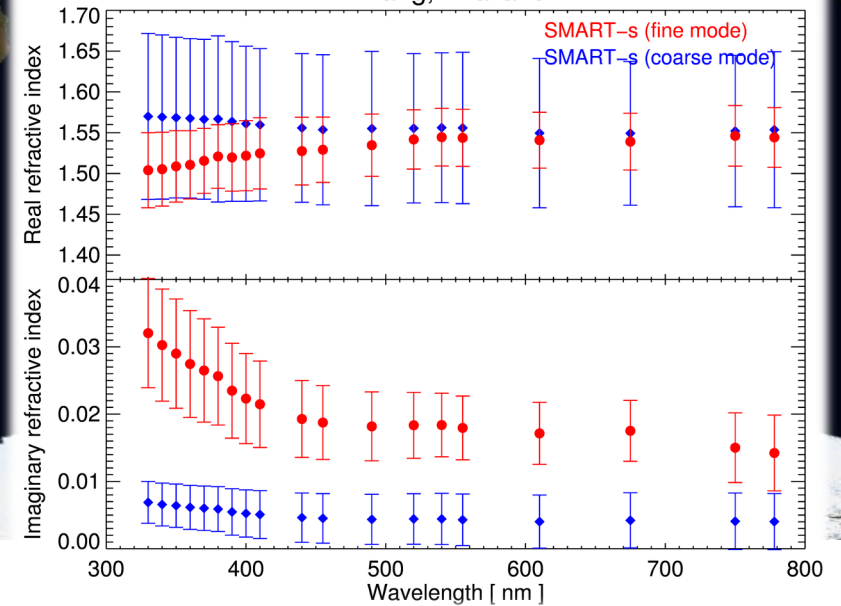 1.70
1.60
1.55
1.50
1.45
1.40
Real refractive index
SMART-s (fine mode)
SMART-s (coarse mode)
0.04
0.03
0.02
0.01
0.00
Imaginary refractive index
300 400 500 600 700 800
Wavelength [ nm ]